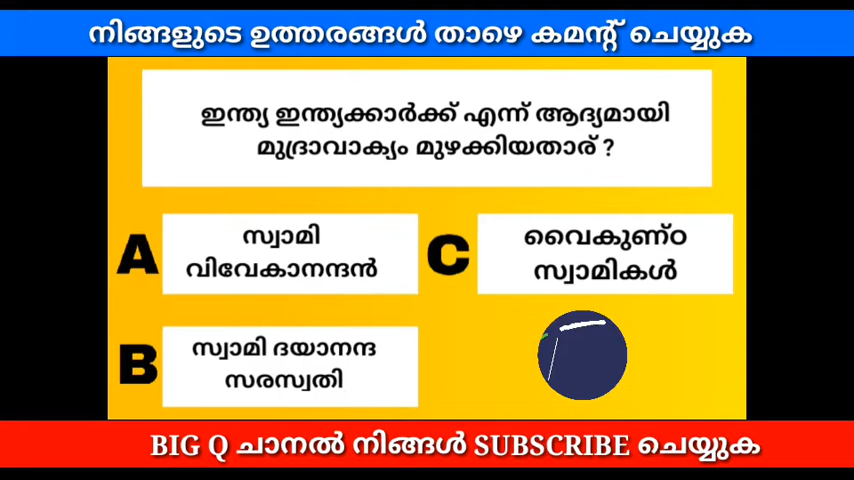 നിങ്ങളുടെ ഉത്തരങ്ങൾ താഴെ കമന്റ് ചെയ്യുക
ഇന്ത്യ ഇന്ത്യക്കാർക്ക് എന്ന് ആദ്യമായി
മുദ്രാവാക്യം മുഴക്കിയതാര് ?
A
സ്വാമി
വിവേകാനന്ദൻ
B
സ്വാമി ദയാനന്ദ
സരസ്വതി
C
വൈകുണ്ഠ
സ്വാമികൾ
BIG Q ചാനൽ നിങ്ങൾ SUBSCRIBE ചെയ്യുക